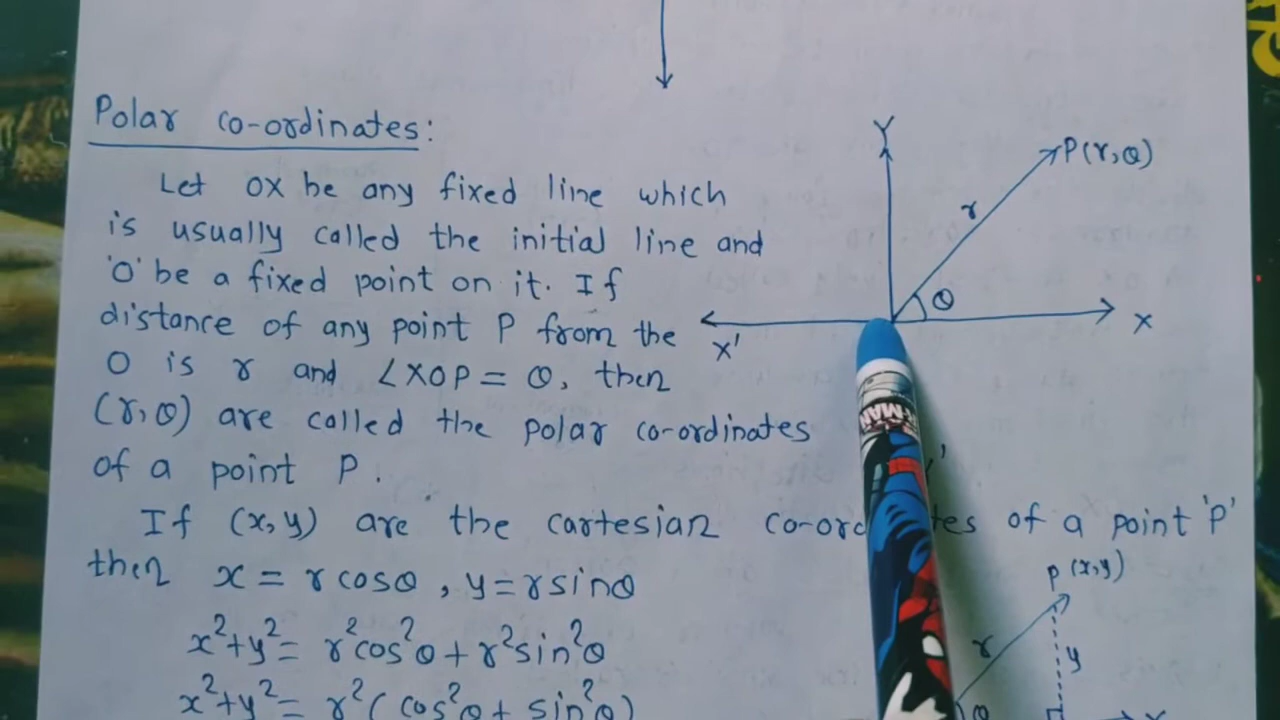 Polar co-ordinates:
Let OX be any fixed line which
is usually called the initial line and
'O' be a fixed point on it. If
distance of any point P from the
O is r and ∠XOP = θ, then
(r,θ) are called the polar co-ordinates
of a point P.
If (x,y) are the cartesian co-ord tes of a point 'P'
then x = r cosθ , y = r sinθ
x²+y² = r²cos²θ + r²sin²θ
x²+y² = r²( cos²θ + sin²θ)
Y
P(r,θ)
r
θ
X'
X
MAN
P (x,y)
r
y
θ
X